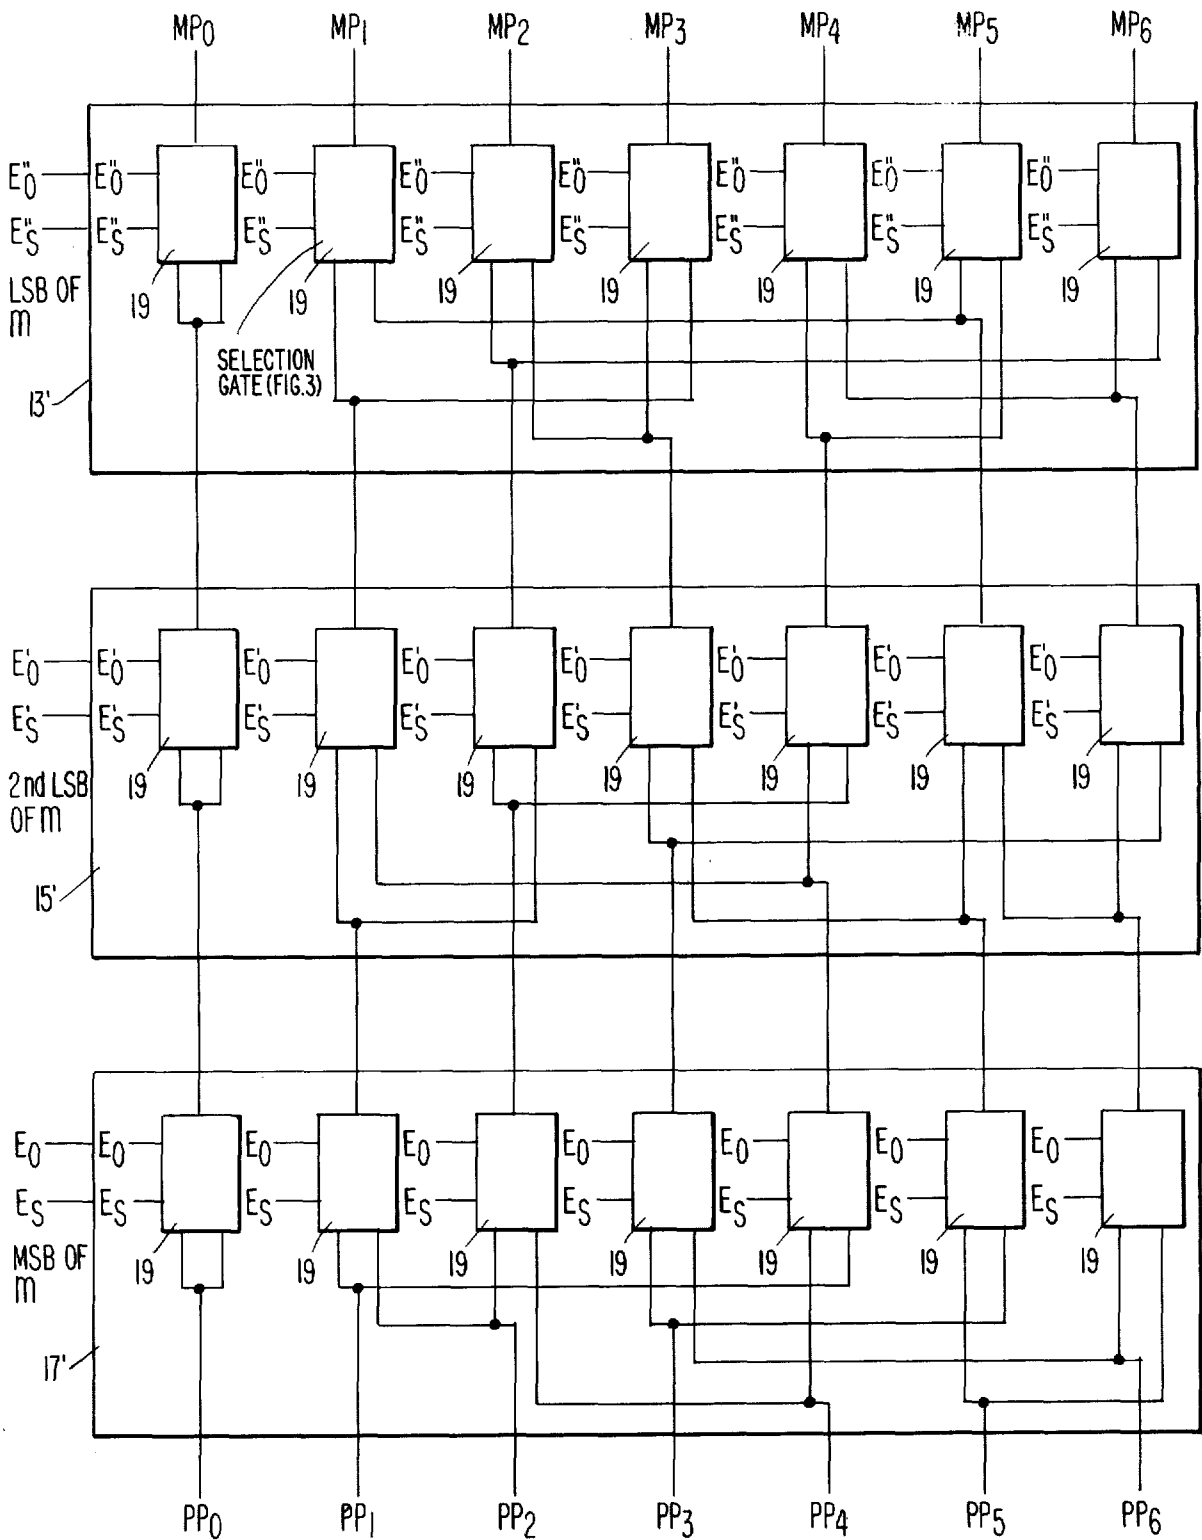 MP0 MP1 MP2 MP3 MP4 MP5 MP6
E"0 E"0 E"0 E"0 E"0 E"0 E"0 E"0
E"S E"S E"S E"S E"S E"S E"S E"S
19 19 19 19 19 19 19
LSB OF
m
SELECTION
GATE (FIG.3)
13'
E'0 E'0 E'0 E'0 E'0 E'0 E'0 E'0
E'S E'S E'S E'S E'S E'S E'S E'S
19 19 19 19 19 19 19
2nd LSB
OF m
15'
E0 E0 E0 E0 E0 E0 E0 E0
ES ES ES ES ES ES ES ES
19 19 19 19 19 19 19
MSB OF
m
17'
PP0 PP1 PP2 PP3 PP4 PP5 PP6